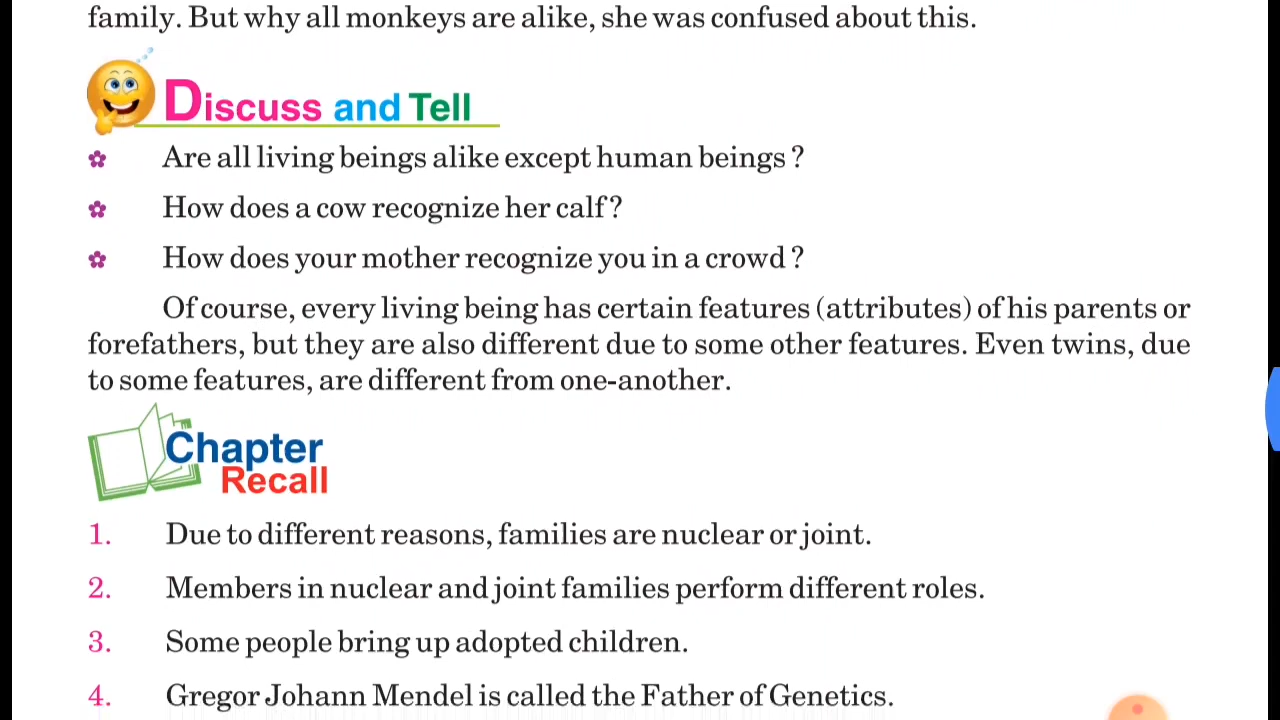 family. But why all monkeys are alike, she was confused about this.
Discuss and Tell
Are all living beings alike except human beings ?
How does a cow recognize her calf ?
How does your mother recognize you in a crowd ?
Of course, every living being has certain features (attributes) of his parents or
forefathers, but they are also different due to some other features. Even twins, due
to some features, are different from one-another.
Chapter
Recall
1. Due to different reasons, families are nuclear or joint.
2. Members in nuclear and joint families perform different roles.
3. Some people bring up adopted children.
4. Gregor Johann Mendel is called the Father of Genetics.